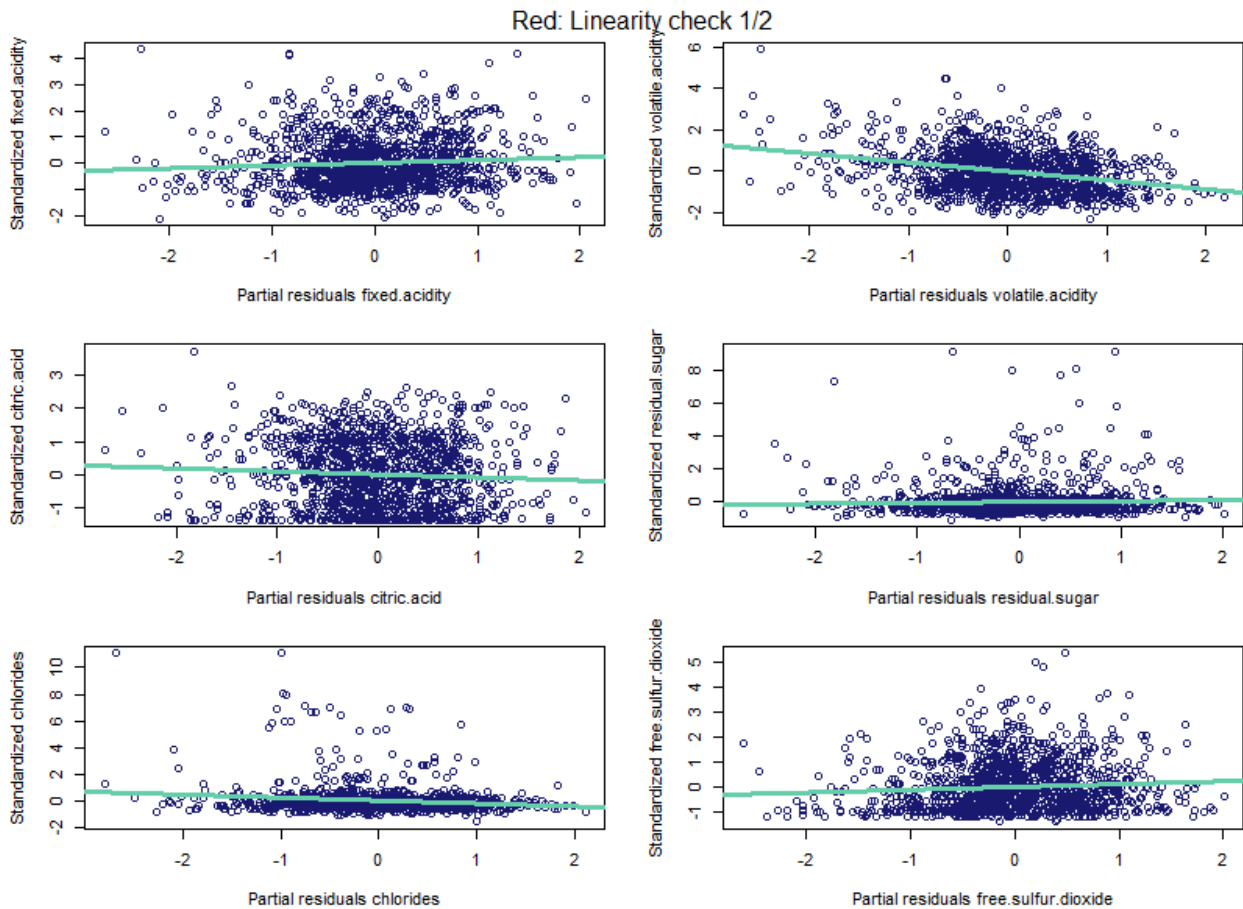 Red: Linearity check 1/2
Standardized fixed.acidity
-2 0 1 2 3 4
-2 -1 0 1 2
Partial residuals fixed.acidity
Standardized volatile.acidity
-2 0 2 4 6
-2 -1 0 1 2
Partial residuals volatile.acidity
Standardized citric.acid
-1 0 1 2 3
-2 -1 0 1 2
Partial residuals citric.acid
Standardized residual.sugar
0 2 4 6 8
-2 -1 0 1 2
Partial residuals residual.sugar
Standardized chlorides
-2 0 2 4 6 8 10
-2 -1 0 1 2
Partial residuals chlorides
Standardized free.sulfur.dioxide
-1 0 1 2 3 4 5
-2 -1 0 1 2
Partial residuals free.sulfur.dioxide